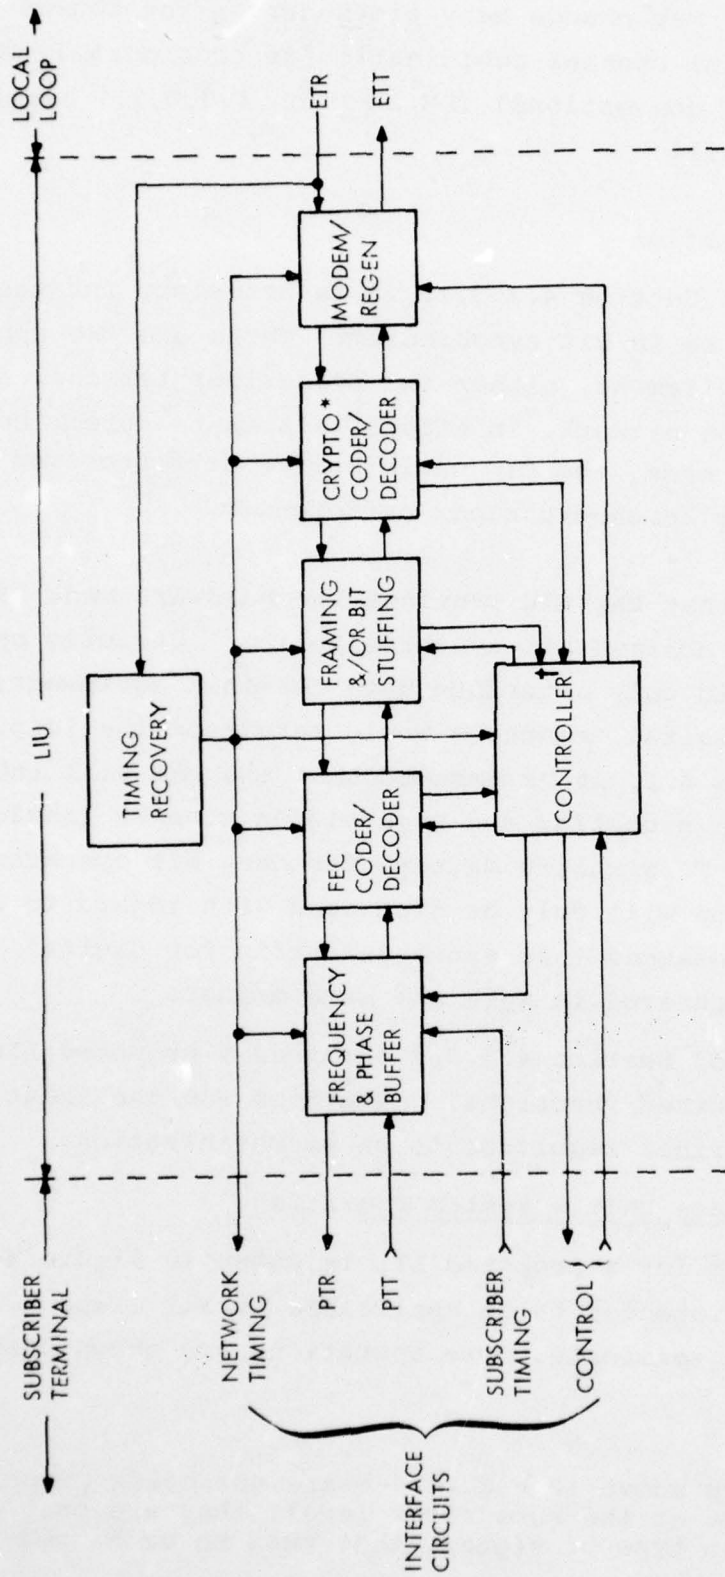 SUBSCRIBER
TERMINAL
LIU
LOCAL
LOOP
TIMING
RECOVERY
ETR
ETT
NETWORK
TIMING
PTR
PTT
SUBSCRIBER
TIMING
CONTROL
INTERFACE
CIRCUITS
FREQUENCY
& PHASE
BUFFER
FEC
CODER/
DECODER
FRAMING
&/OR BIT
STUFFING
CRYPTO*
CODER/
DECODER
MODEM/
REGEN
CONTROLLER
†